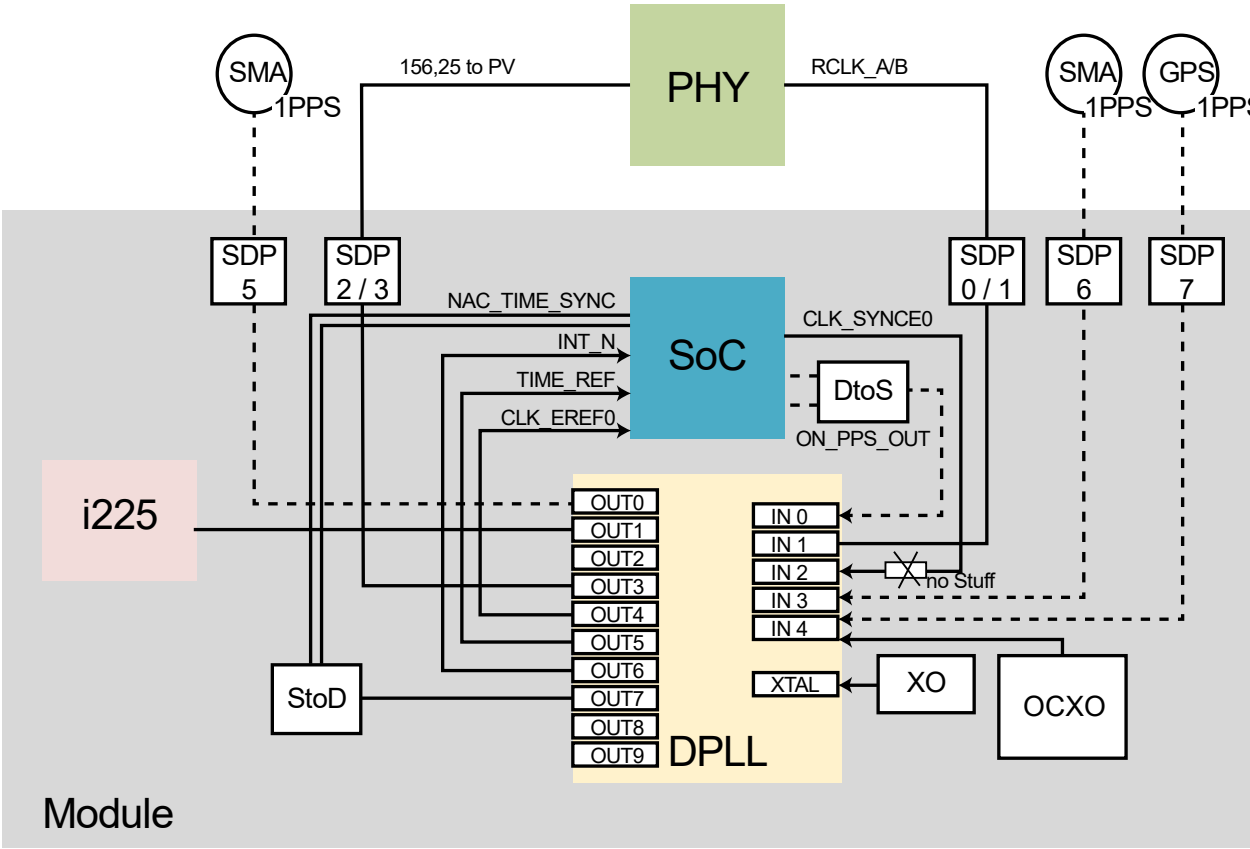 SMA
1PPS
156,25 to PV
PHY
RCLK_A/B
SMA
1PPS
GPS
1PPS
SDP
5
SDP
2 / 3
SDP
0 / 1
SDP
6
SDP
7
NAC_TIME_SYNC
INT_N
TIME_REF
CLK_EREF0
SoC
CLK_SYNCE0
DtoS
ON_PPS_OUT
i225
OUT0
OUT1
OUT2
OUT3
OUT4
OUT5
OUT6
OUT7
OUT8
OUT9
IN 0
IN 1
IN 2
IN 3
IN 4
XTAL
no Stuff
XO
OCXO
StoD
DPLL
Module